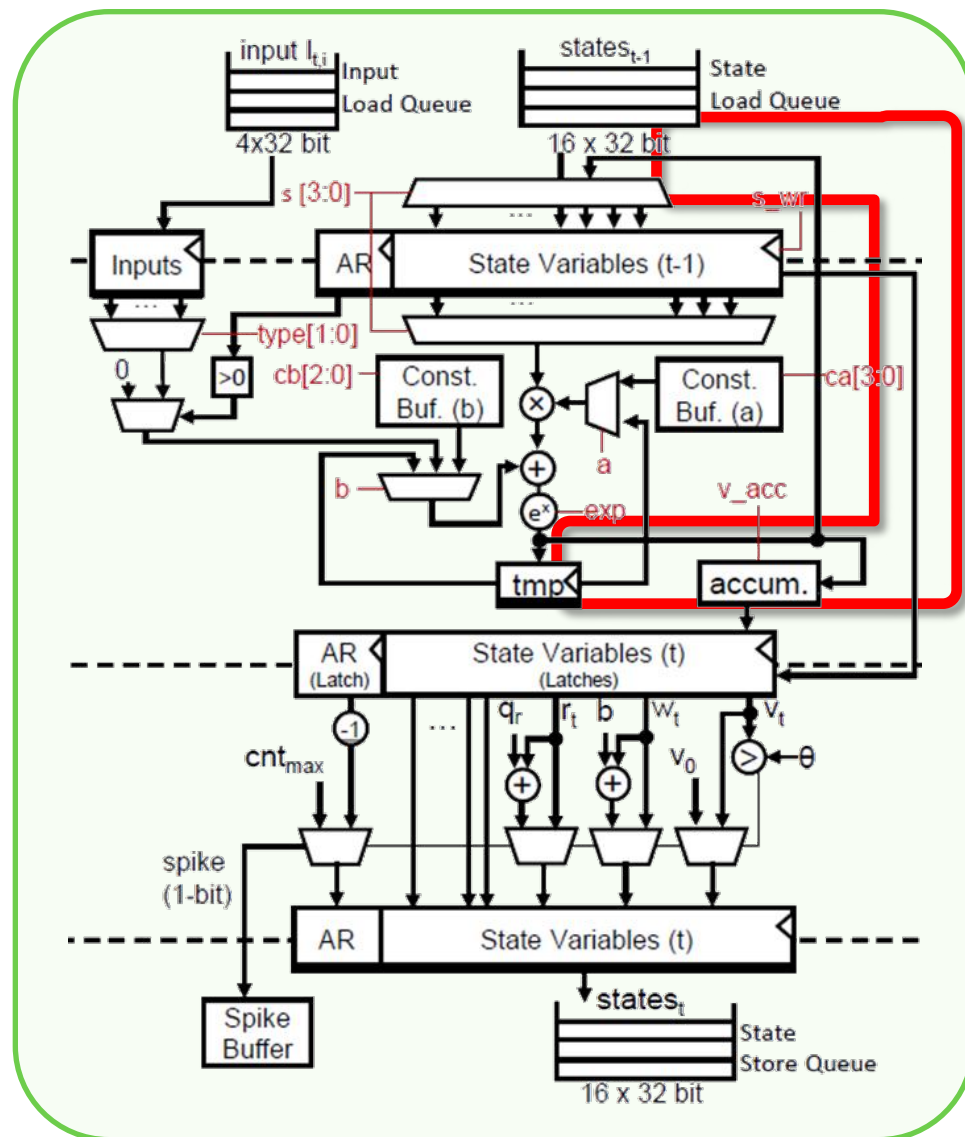 input I_t,i
Input
Load Queue
4x32 bit
states_t-1
State
Load Queue
16 x 32 bit
s [3:0]
...
s_wr
Inputs
AR
State Variables (t-1)
...
...
type[1:0]
0
>0
cb[2:0]
Const.
Buf. (b)
×
Const.
Buf. (a)
ca[3:0]
a
+
b
v_acc
e^x
exp
tmp
accum.
AR
(Latch)
State Variables (t)
(Latches)
-1
...
q_r
r_t
b
w_t
v_t
cnt_max
+
+
v_0
>
θ
spike
(1-bit)
AR
State Variables (t)
Spike
Buffer
states_t
State
Store Queue
16 x 32 bit